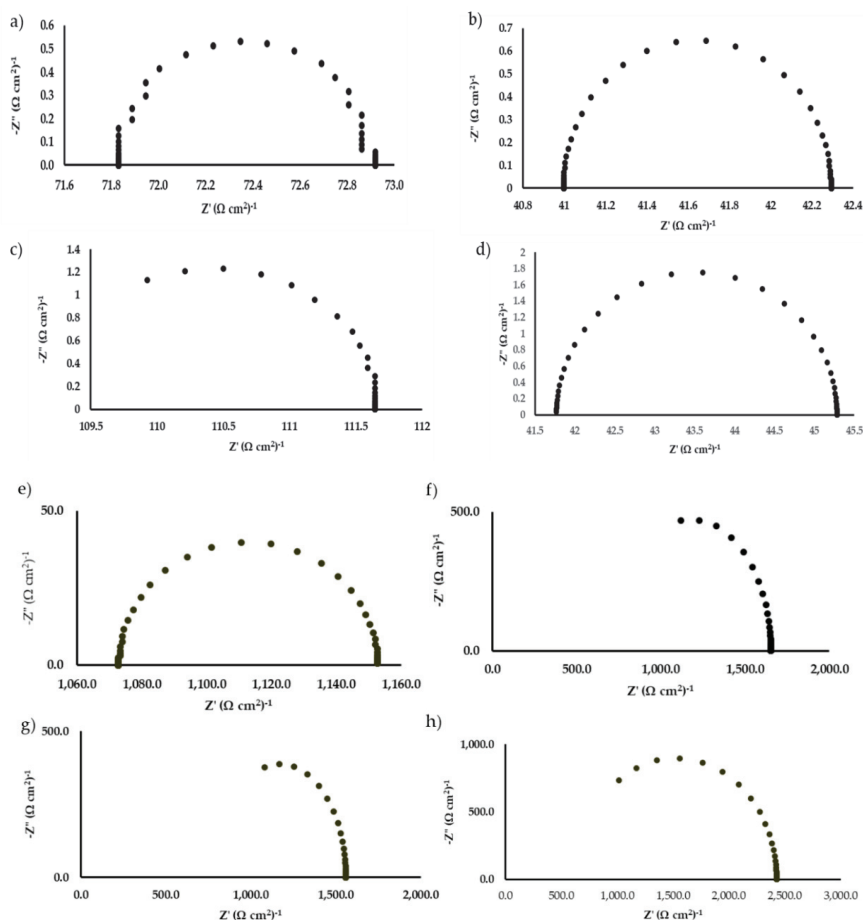 a)
0.6
0.5
0.4
0.3
0.2
0.1
0.0
-Z'' (Ω cm²)⁻¹
71.6 71.8 72.0 72.2 72.4 72.6 72.8 73.0
Z' (Ω cm²)⁻¹
b)
0.7
0.6
0.5
0.4
0.3
0.2
0.1
0
-Z'' (Ω cm²)⁻¹
40.8 41 41.2 41.4 41.6 41.8 42 42.2 42.4
Z' (Ω cm²)⁻¹
c)
1.4
1.2
1
0.8
0.6
0.4
0.2
0
-Z'' (Ω cm²)⁻¹
109.5 110 110.5 111 111.5 112
Z' (Ω cm²)⁻¹
d)
2
1.8
1.6
1.4
1.2
1
0.8
0.6
0.4
0.2
0
-Z'' (Ω cm²)⁻¹
41.5 42 42.5 43 43.5 44 44.5 45 45.5
Z' (Ω cm²)⁻¹
e)
50.0
0.0
-Z'' (Ω cm²)⁻¹
1,060.0 1,080.0 1,100.0 1,120.0 1,140.0 1,160.0
Z' (Ω cm²)⁻¹
f)
500.0
0.0
-Z'' (Ω cm²)⁻¹
0.0 500.0 1,000.0 1,500.0 2,000.0
Z' (Ω cm²)⁻¹
g)
500.0
0.0
-Z'' (Ω cm²)⁻¹
0.0 500.0 1,000.0 1,500.0 2,000.0
Z' (Ω cm²)⁻¹
h)
1,000.0
500.0
0.0
-Z'' (Ω cm²)⁻¹
0.0 500.0 1,000.0 1,500.0 2,000.0 2,500.0 3,000.0
Z' (Ω cm²)⁻¹